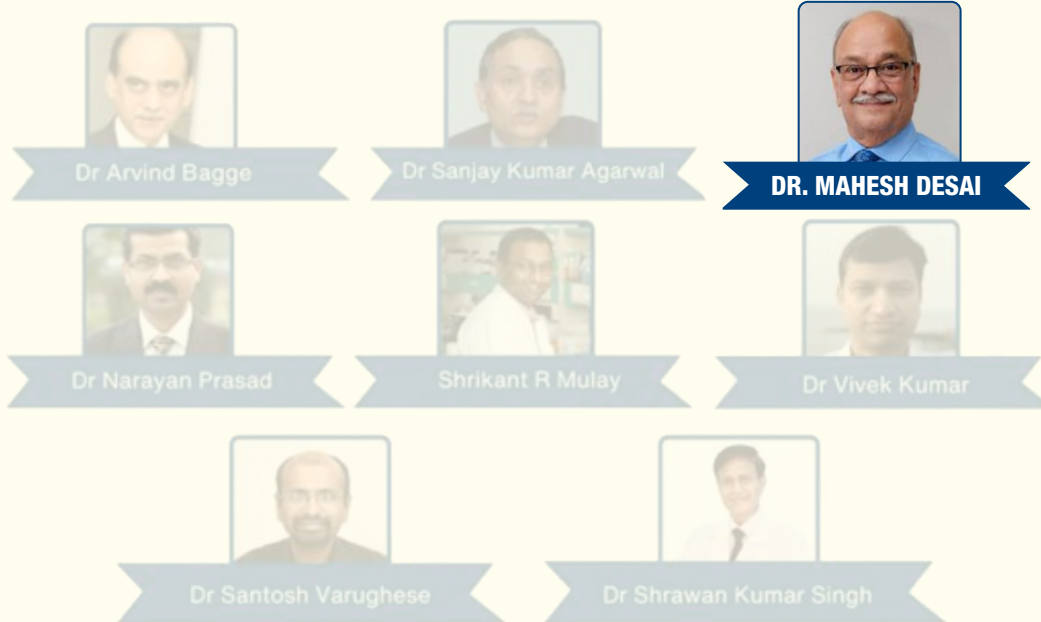 Dr Arvind Bagge
Dr Sanjay Kumar Agarwal
DR. MAHESH DESAI
Dr Narayan Prasad
Shrikant R Mulay
Dr Vivek Kumar
Dr Santosh Varughese
Dr Shrawan Kumar Singh